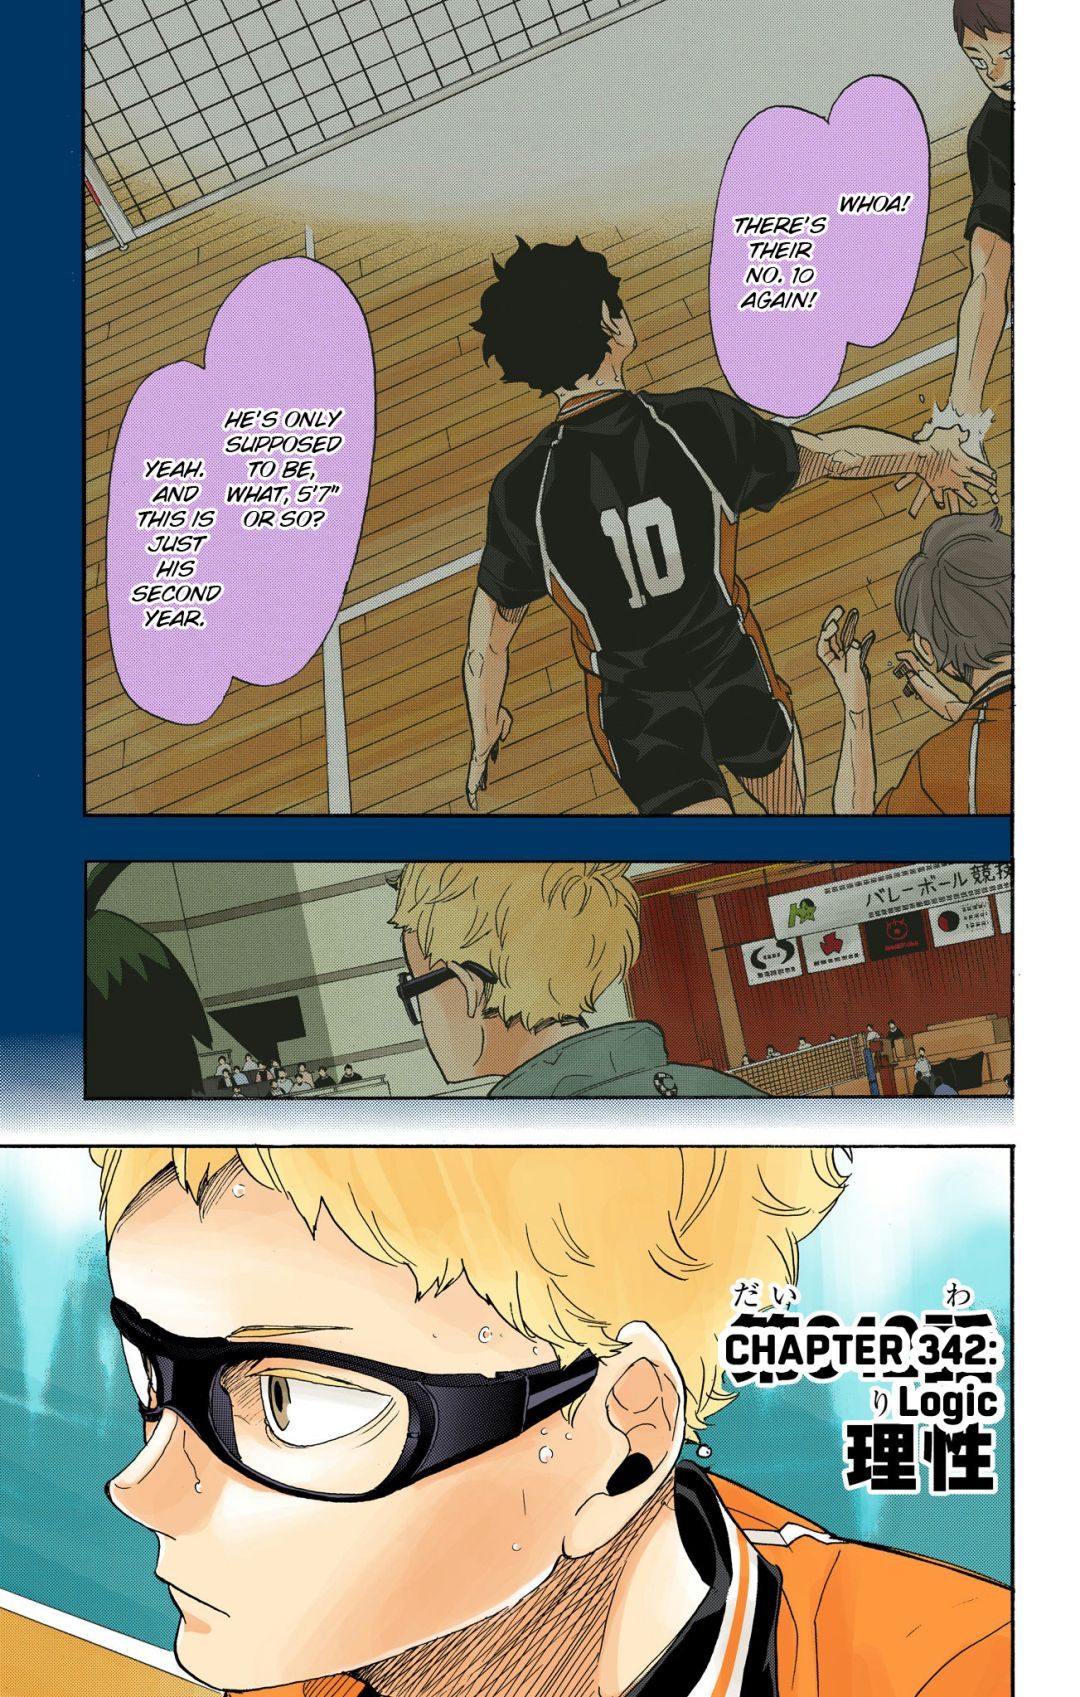 WHOA!
THERE'S
THEIR
NO. 10
AGAIN!
HE'S ONLY
SUPPOSED
TO BE,
WHAT, 5'7"
OR SO?
YEAH.
AND
THIS IS
JUST
HIS
SECOND
YEAR.
10
バレーボール競技
だい わ
CHAPTER 342:
り Logic
理性